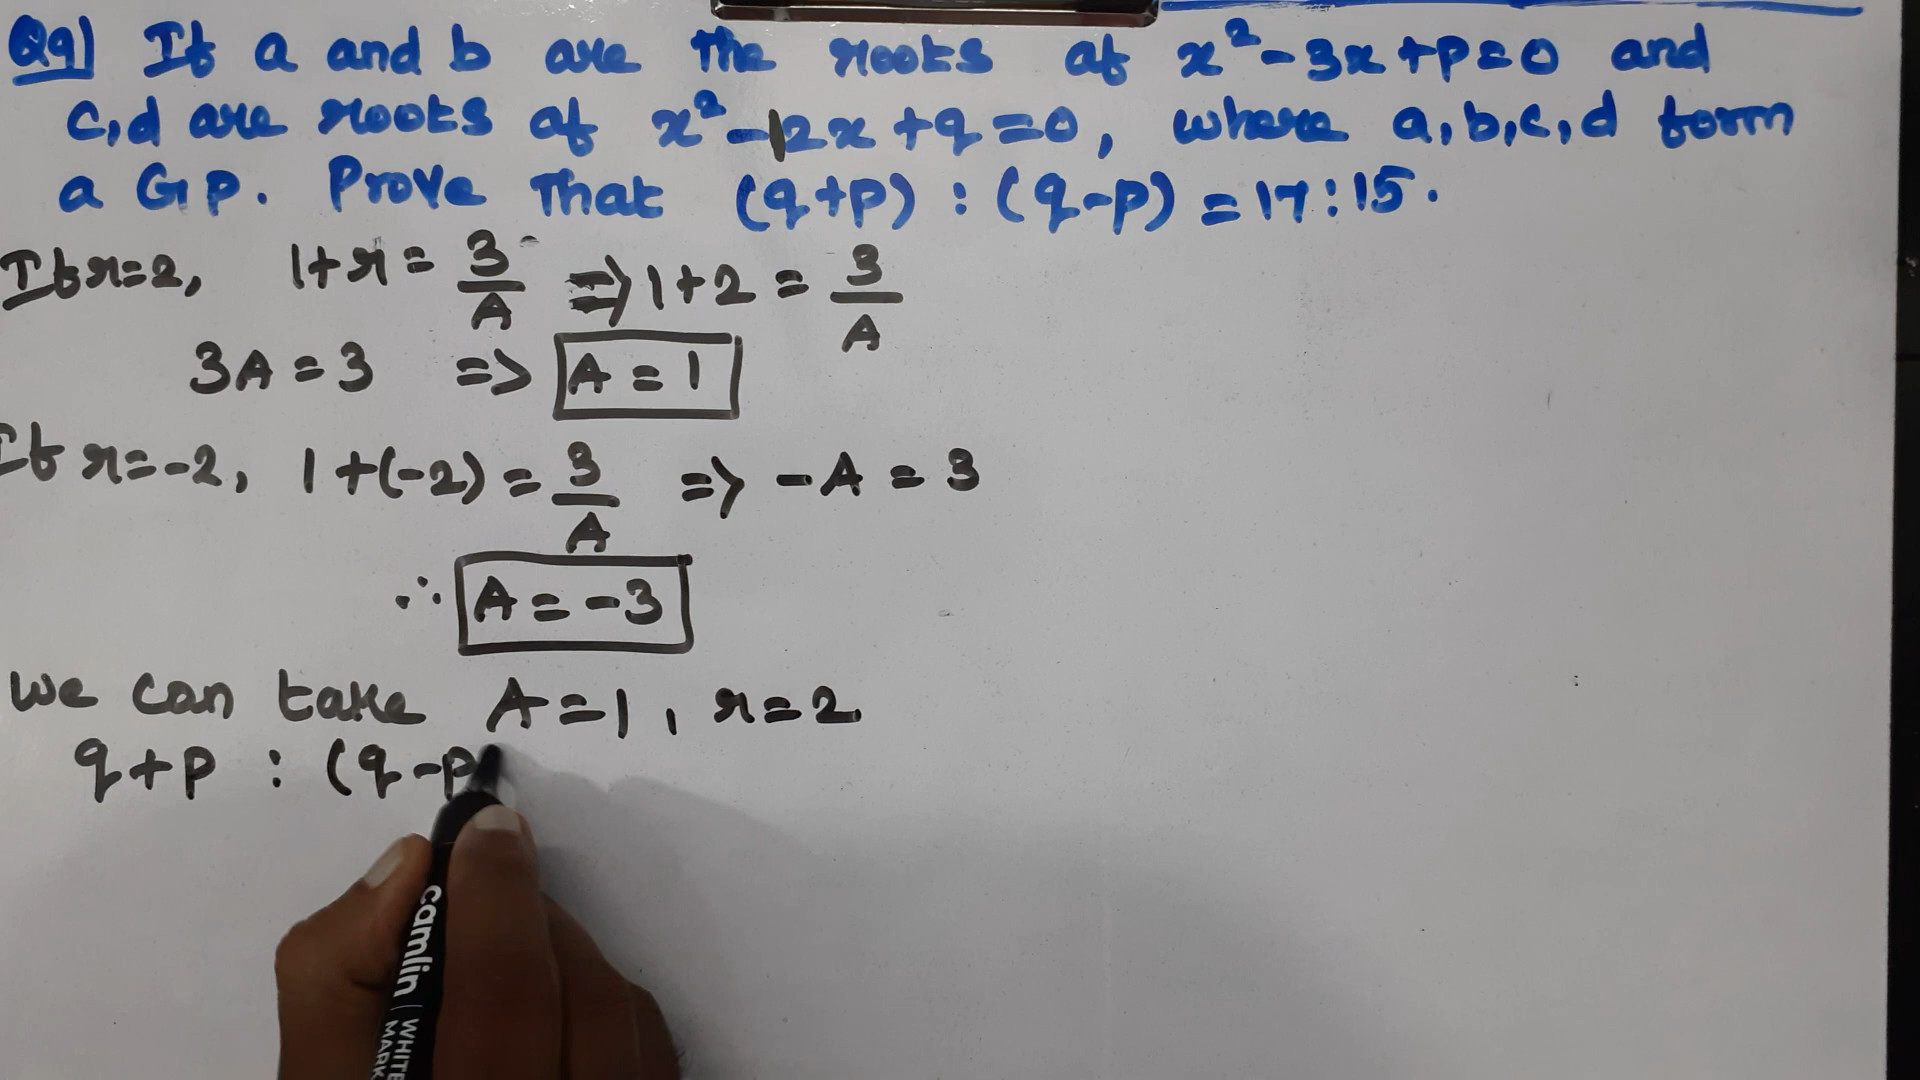 Q9) If a and b are the roots of x²-3x+p=0 and
c,d are roots of x²-12x+q=0, where a,b,c,d form
a G.P. Prove that (q+p) : (q-p) = 17:15.
If r=2, 1+r = 3/A => 1+2 = 3/A
3A = 3 => A = 1
If r=-2, 1+(-2) = 3/A => -A = 3
∴ A = -3
we can take A=1, r=2
q+p : (q-p
camlin WHITE
MARK